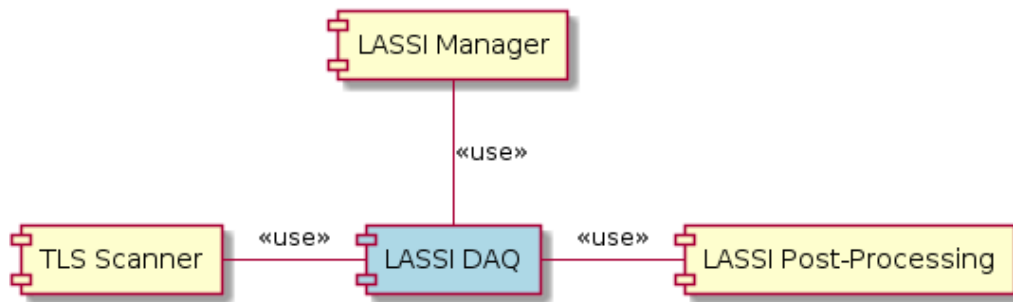 LASSI Manager
«use»
«use»
«use»
TLS Scanner
LASSI DAQ
LASSI Post-Processing